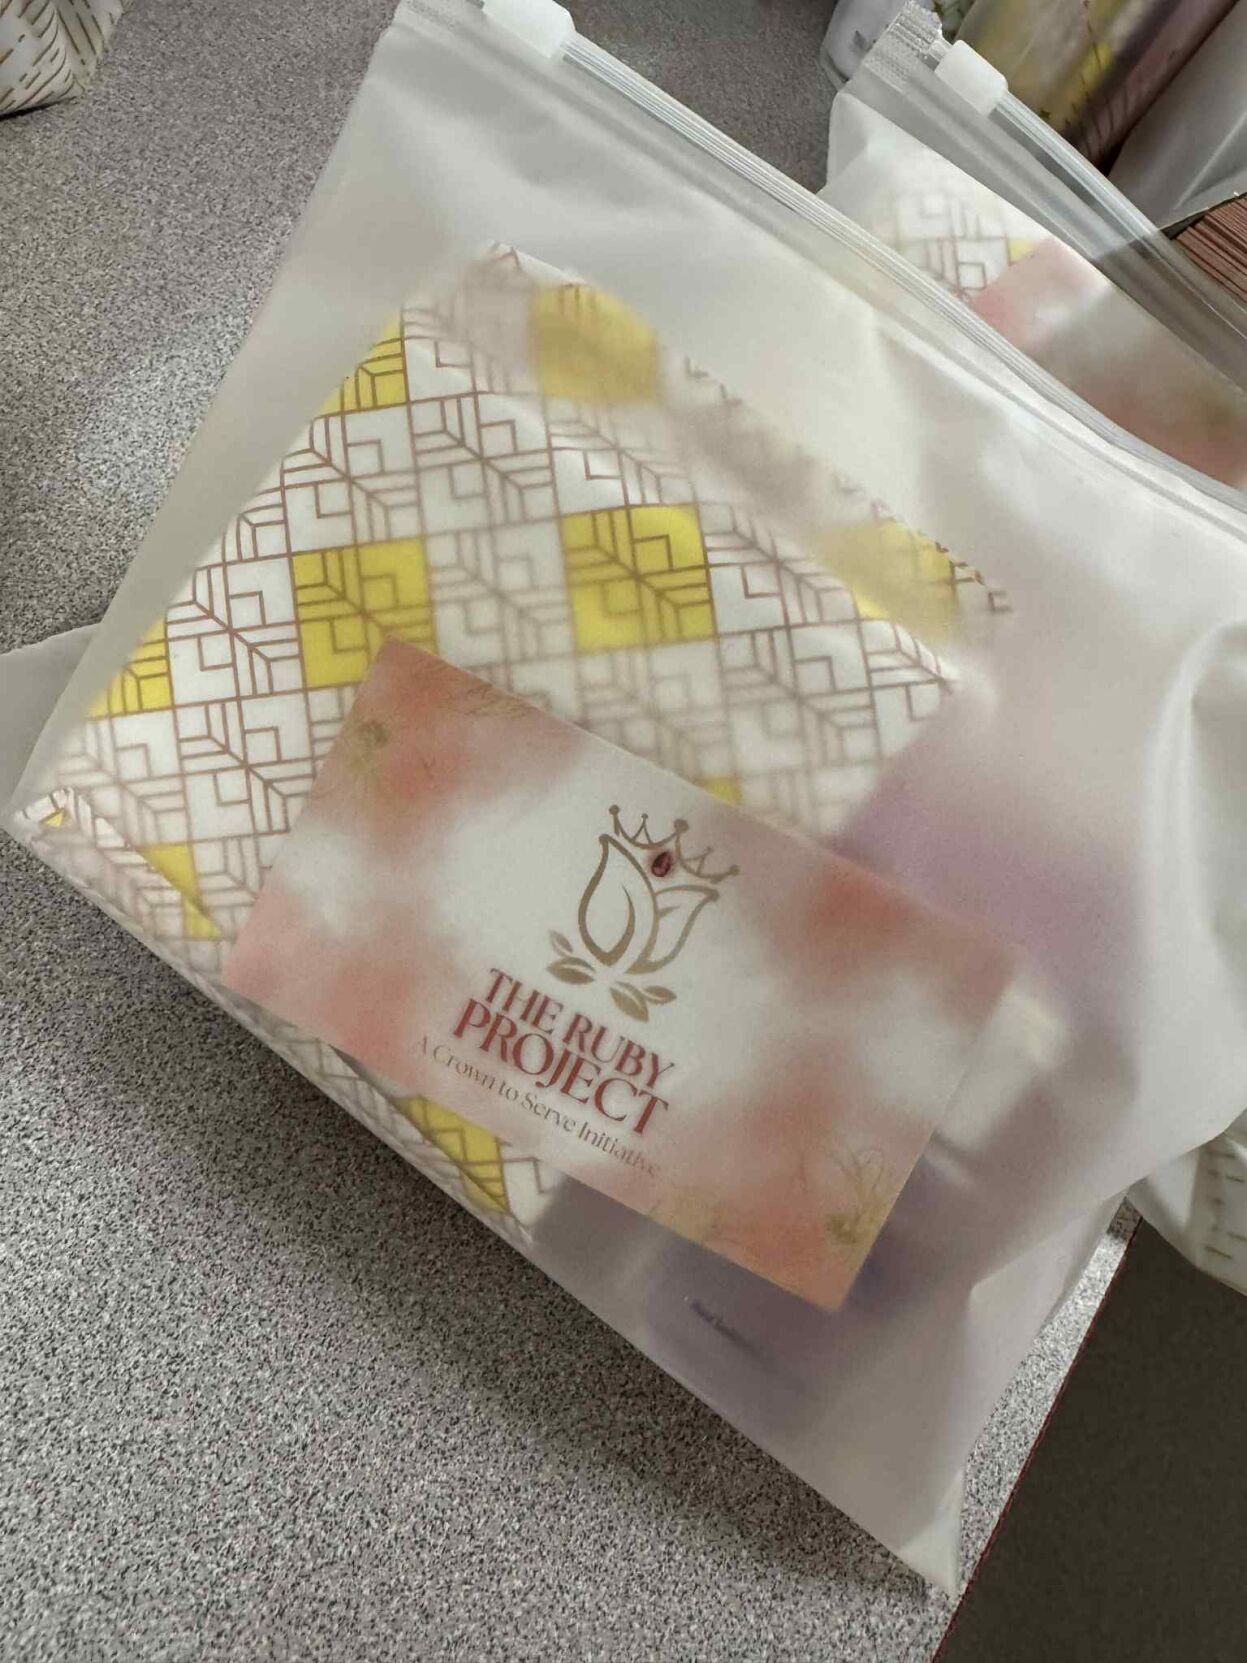 THE RUBY
PROJECT
A Crown to Serve Initiative